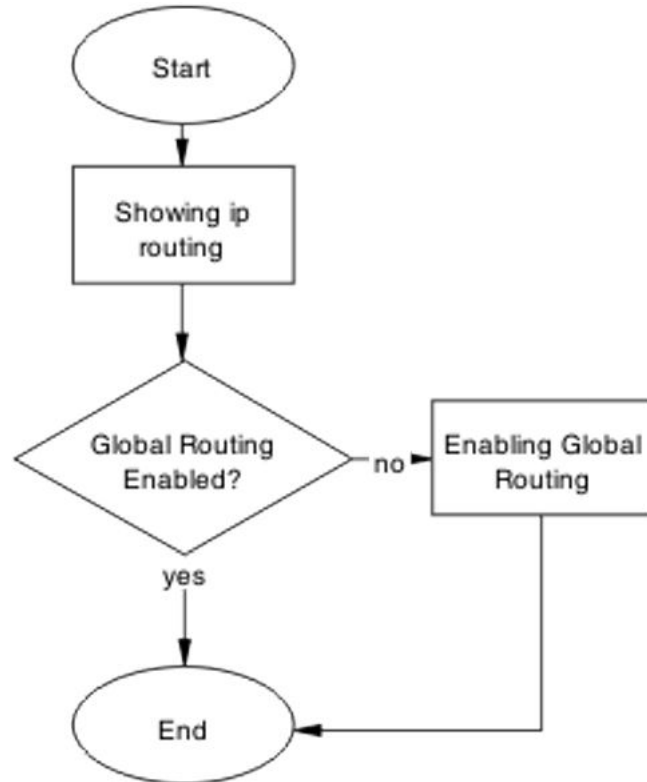 Start
Showing ip
routing
Global Routing
Enabled?
no
Enabling Global
Routing
yes
End